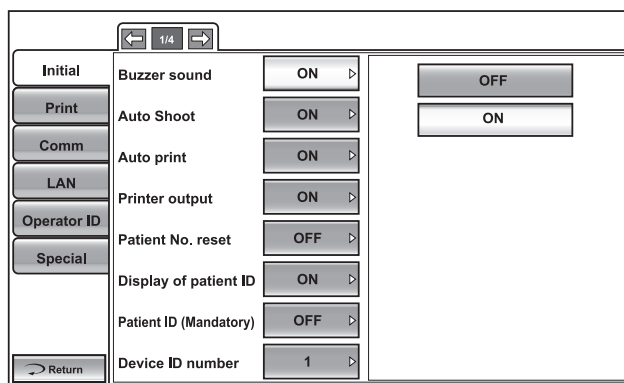 1/4
Initial
Print
Comm
LAN
Operator ID
Special
Return
Buzzer sound ON
Auto Shoot ON
Auto print ON
Printer output ON
Patient No. reset OFF
Display of patient ID ON
Patient ID (Mandatory) OFF
Device ID number 1
OFF
ON